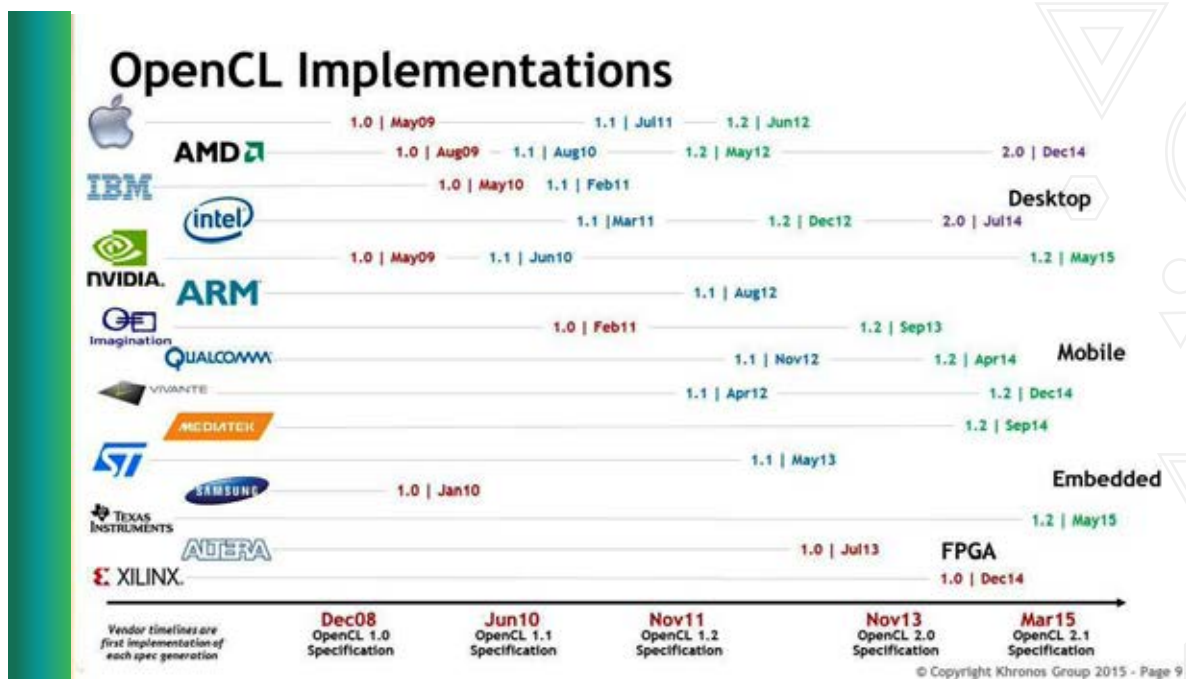 OpenCL Implementations
1.0 | May09 1.1 | Jul11 1.2 | Jun12
AMD 1.0 | Aug09 1.1 | Aug10 1.2 | May12 2.0 | Dec14
IBM 1.0 | May10 1.1 | Feb11
Desktop
intel 1.1 |Mar11 1.2 | Dec12 2.0 | Jul14
NVIDIA. 1.0 | May09 1.1 | Jun10 1.2 | May15
ARM 1.1 | Aug12
Imagination 1.0 | Feb11 1.2 | Sep13
QUALCOMM 1.1 | Nov12 1.2 | Apr14 Mobile
VIVANTE 1.1 | Apr12 1.2 | Dec14
MEDIATEK 1.2 | Sep14
ST 1.1 | May13
Embedded
SAMSUNG 1.0 | Jan10
TEXAS
INSTRUMENTS 1.2 | May15
ALTERA 1.0 | Jul13 FPGA
XILINX. 1.0 | Dec14
Vendor timelines are
first implementation of
each spec generation
Dec08
OpenCL 1.0
Specification
Jun10
OpenCL 1.1
Specification
Nov11
OpenCL 1.2
Specification
Nov13
OpenCL 2.0
Specification
Mar15
OpenCL 2.1
Specification
© Copyright Khronos Group 2015 - Page 9